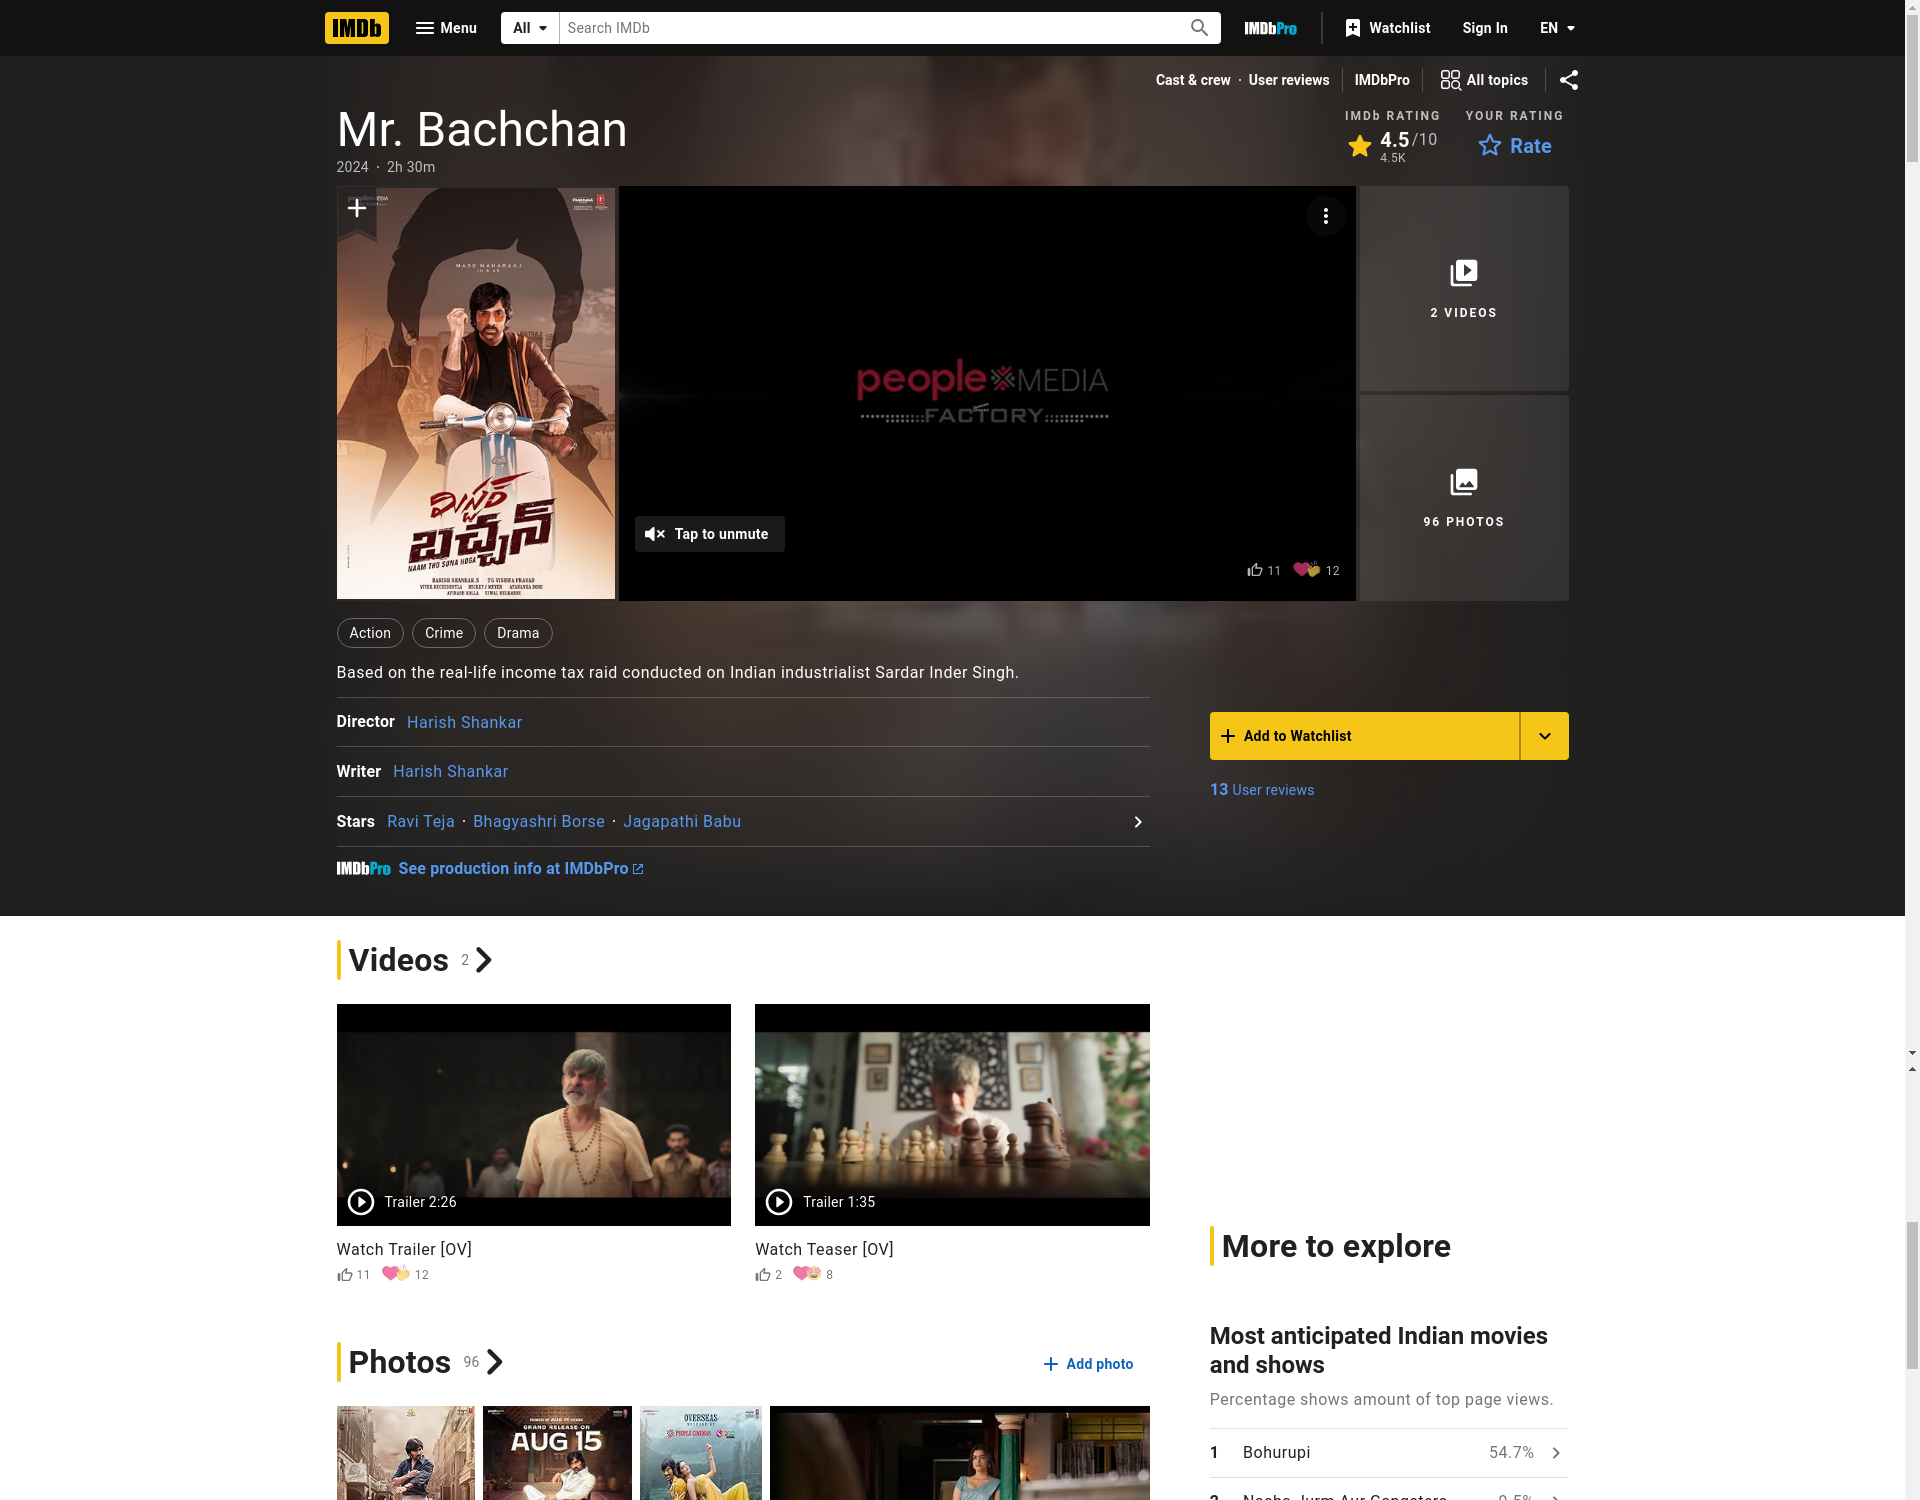 IMDb
Menu
All
Search IMDb
IMDbPro
Watchlist
Sign In
EN
Cast & crew · User reviews
IMDbPro
All topics
Mr. Bachchan
2024 · 2h 30m
IMDb RATING
4.5/10
4.5K
YOUR RATING
Rate
MASS MAHARAAJ
మిస్టర్
బచ్చన్
NAAM THO SUNA HOGA
HARISH SHANKAR.S TG VISHWA PRASAD
people MEDIA
FACTORY
Tap to unmute
11
12
2 VIDEOS
96 PHOTOS
Action
Crime
Drama
Based on the real-life income tax raid conducted on Indian industrialist Sardar Inder Singh.
Director Harish Shankar
Writer Harish Shankar
Stars Ravi Teja · Bhagyashri Borse · Jagapathi Babu
IMDbPro See production info at IMDbPro
Add to Watchlist
13 User reviews
Videos 2
Trailer 2:26
Trailer 1:35
Watch Trailer [OV]
11 12
Watch Teaser [OV]
2 8
Photos 96
Add photo
GRAND RELEASE ON
AUG 15
OVERSEAS
PEOPLE CINEMAS
More to explore
Most anticipated Indian movies
and shows
Percentage shows amount of top page views.
1 Bohurupi 54.7%